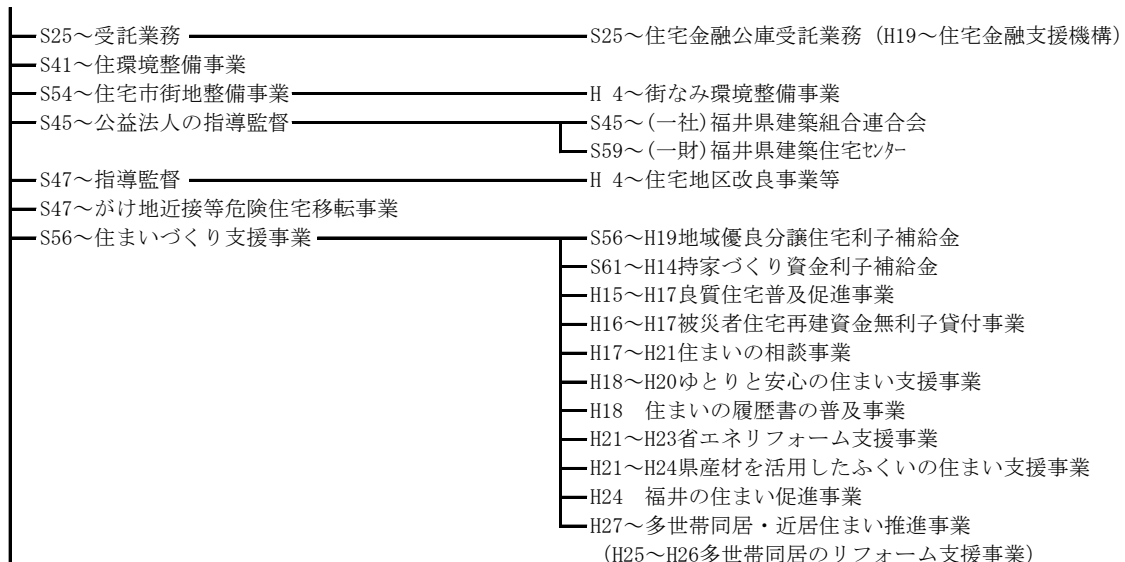 S25～受託業務 S25～住宅金融公庫受託業務 (H19～住宅金融支援機構)
S41～住環境整備事業
S54～住宅市街地整備事業 H 4～街なみ環境整備事業
S45～公益法人の指導監督 S45～(一社)福井県建築組合連合会
S59～(一財)福井県建築住宅ｾﾝﾀｰ
S47～指導監督 H 4～住宅地区改良事業等
S47～がけ地近接等危険住宅移転事業
S56～住まいづくり支援事業 S56～H19地域優良分譲住宅利子補給金
S61～H14持家づくり資金利子補給金
H15～H17良質住宅普及促進事業
H16～H17被災者住宅再建資金無利子貸付事業
H17～H21住まいの相談事業
H18～H20ゆとりと安心の住まい支援事業
H18　住まいの履歴書の普及事業
H21～H23省エネリフォーム支援事業
H21～H24県産材を活用したふくいの住まい支援事業
H24　福井の住まい促進事業
H27～多世帯同居・近居住まい推進事業
(H25～H26多世帯同居のリフォーム支援事業)